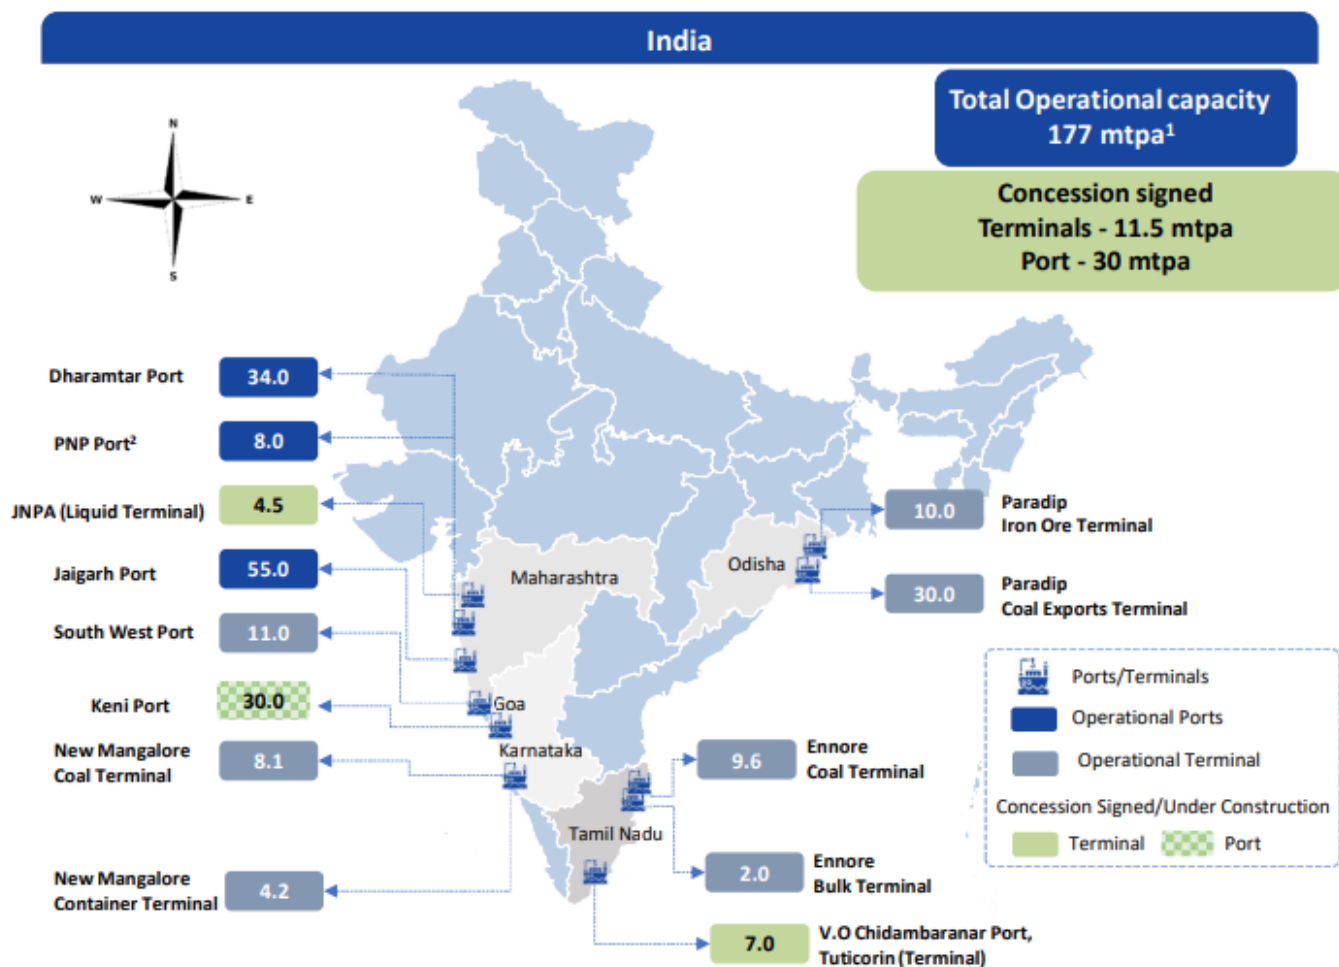 India
Total Operational capacity
177 mtpa¹
Concession signed
Terminals - 11.5 mtpa
Port - 30 mtpa
N
W
E
S
Dharamtar Port
34.0
PNP Port²
8.0
JNPA (Liquid Terminal)
4.5
Jaigarh Port
55.0
South West Port
11.0
Keni Port
30.0
New Mangalore
Coal Terminal
8.1
New Mangalore
Container Terminal
4.2
Maharashtra
Odisha
Goa
Karnataka
Tamil Nadu
10.0
Paradip
Iron Ore Terminal
30.0
Paradip
Coal Exports Terminal
9.6
Ennore
Coal Terminal
2.0
Ennore
Bulk Terminal
7.0
V.O Chidambaranar Port,
Tuticorin (Terminal)
Ports/Terminals
Operational Ports
Operational Terminal
Concession Signed/Under Construction
Terminal
Port